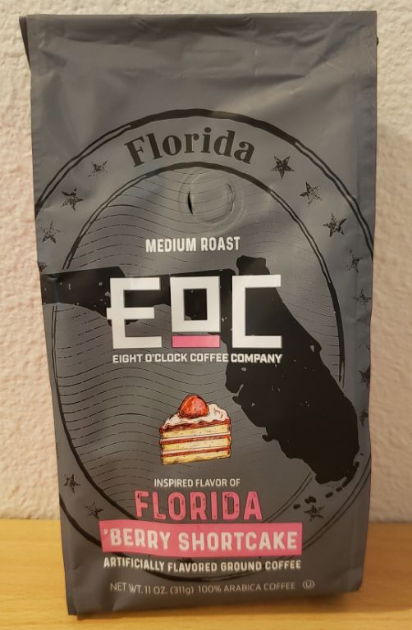 Florida
MEDIUM ROAST
EOC
EIGHT O'CLOCK COFFEE COMPANY
INSPIRED FLAVOR OF
FLORIDA
'BERRY SHORTCAKE
ARTIFICIALLY FLAVORED GROUND COFFEE
NET WT. 11 OZ. (311g) 100% ARABICA COFFEE U